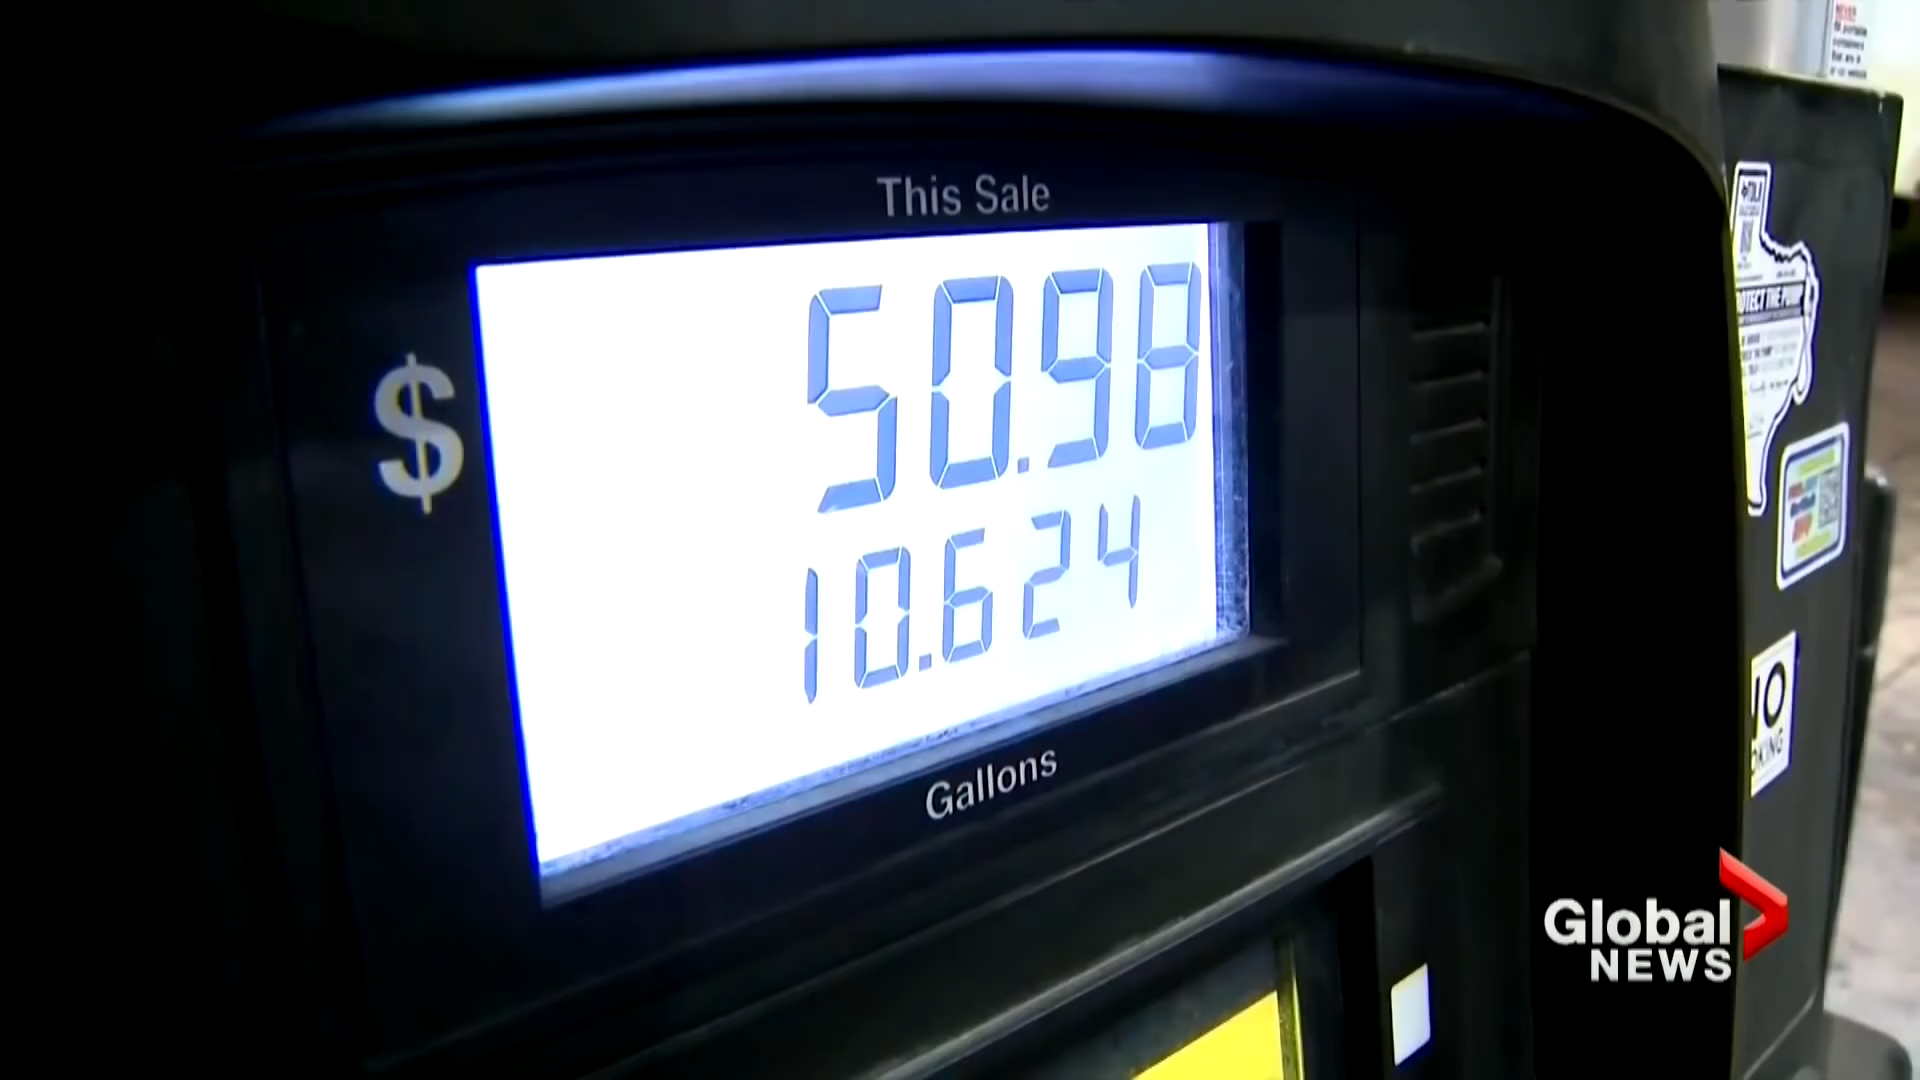 This Sale
$ 50.98
10.624
Gallons
PROTECT THE PUMP
NO
Global
NEWS